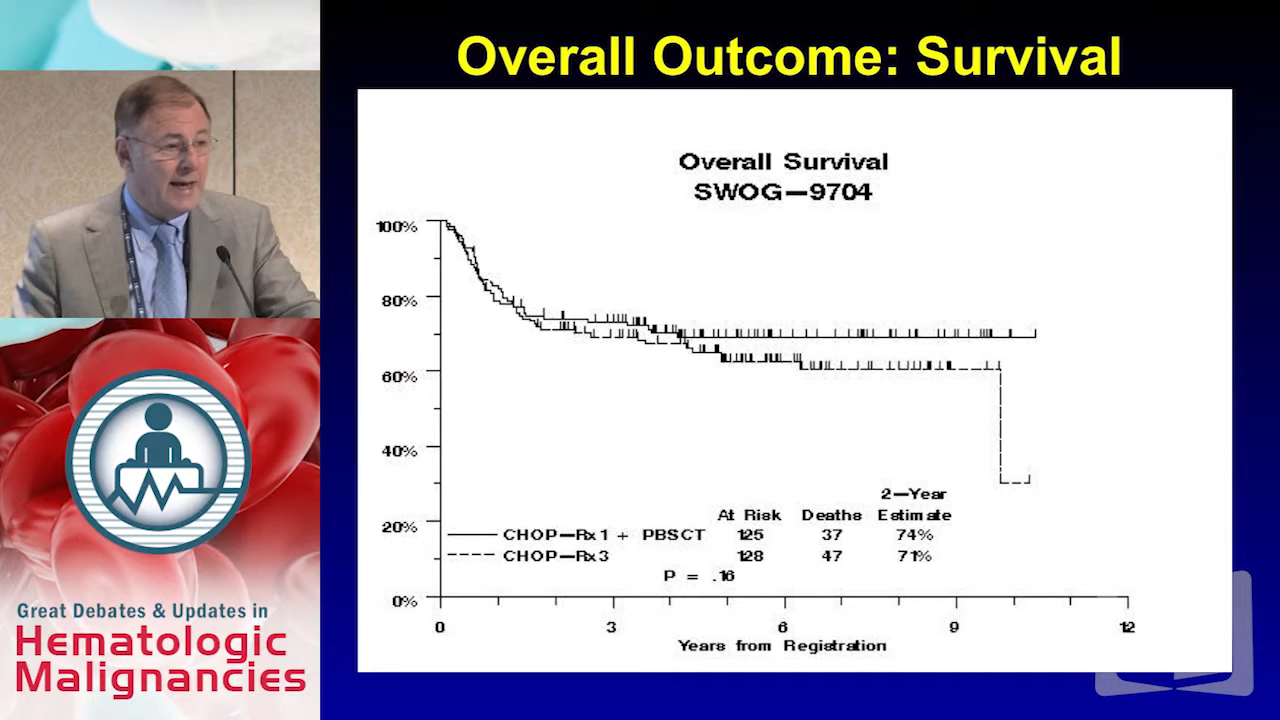 Overall Outcome: Survival
Overall Survival
SWOG—9704
100%
80%
60%
40%
20%
0%
2—Year
At Risk Deaths Estimate
CHOP—Rx1 + PBSCT 125 37 74%
CHOP—Rx3 128 47 71%
P = .16
0 3 6 9 12
Years from Registration
Great Debates & Updates in
Hematologic
Malignancies